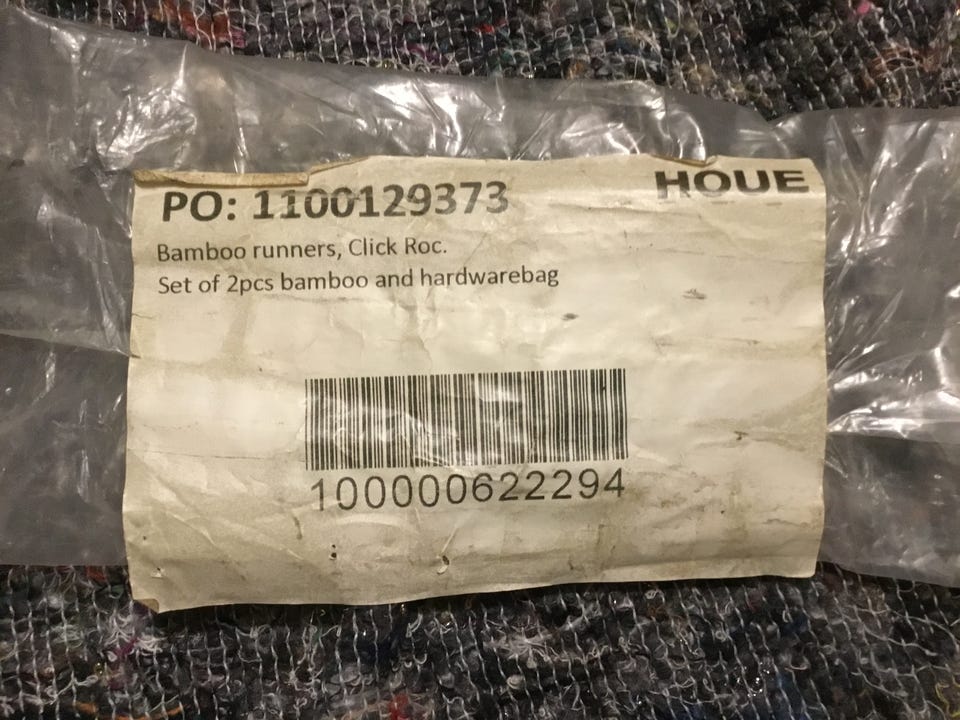 PO: 1100129373
HOUE
Bamboo runners, Click Roc.
Set of 2pcs bamboo and hardwarebag
100000622294